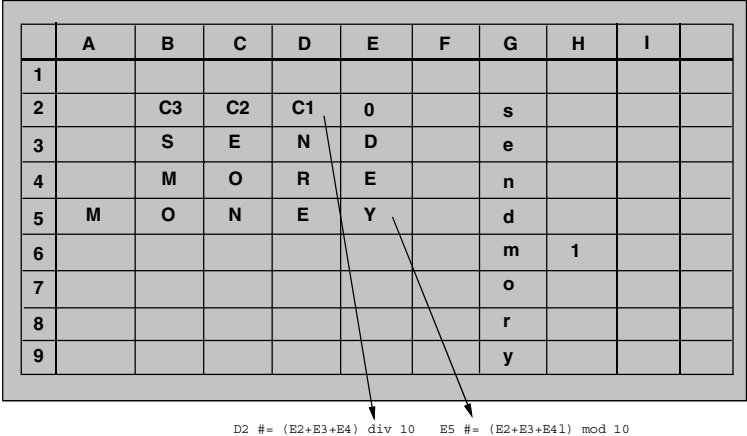 A B C D E F G H I
1
2 C3 C2 C1 0 s
3 S E N D e
4 M O R E n
5 M O N E Y d
6 m 1
7 o
8 r
9 y
D2 #= (E2+E3+E4) div 10 E5 #= (E2+E3+E4l) mod 10